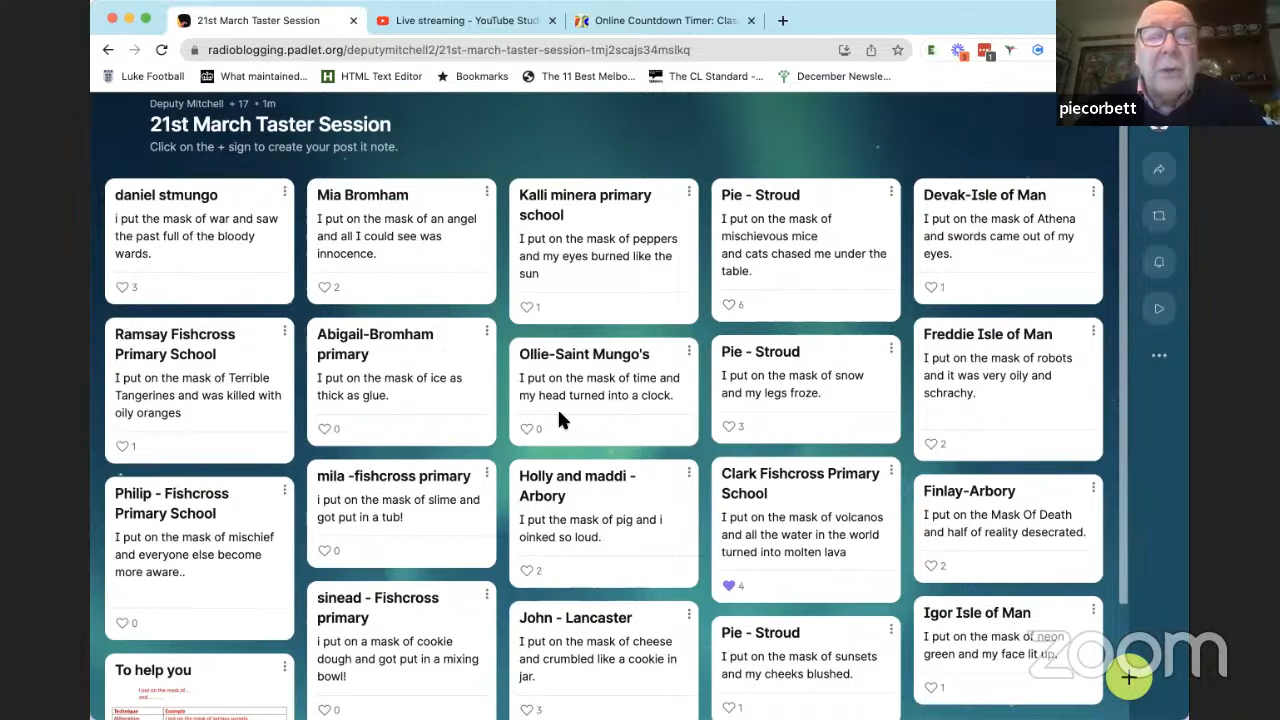 21st March Taster Session
Live streaming - YouTube Stud
Online Countdown Timer: Clas
radioblogging.padlet.org/deputymitchell2/21st-march-taster-session-tmj2scajs34mslkq
3
1
Luke Football
What maintained...
HTML Text Editor
Bookmarks
The 11 Best Melbo...
The CL Standard -...
December Newsle...
piecorbett
Deputy Mitchell + 17 • 1m
21st March Taster Session
Click on the + sign to create your post it note.
daniel stmungo
i put the mask of war and saw
the past full of the bloody
wards.
3
Ramsay Fishcross
Primary School
I put on the mask of Terrible
Tangerines and was killed with
oily oranges
1
Philip - Fishcross
Primary School
I put on the mask of mischief
and everyone else become
more aware..
0
To help you
I put on the mask of....
and..........
Technique
Example
Alliteration
I put on the mask of serious sunsets
Mia Bromham
I put on the mask of an angel
and all I could see was
innocence.
2
Abigail-Bromham
primary
I put on the mask of ice as
thick as glue.
0
mila -fishcross primary
i put on the mask of slime and
got put in a tub!
0
sinead - Fishcross
primary
i put on a mask of cookie
dough and got put in a mixing
bowl!
0
Kalli minera primary
school
I put on the mask of peppers
and my eyes burned like the
sun
1
Ollie-Saint Mungo's
I put on the mask of time and
my head turned into a clock.
0
Holly and maddi -
Arbory
I put the mask of pig and i
oinked so loud.
2
John - Lancaster
I put on the mask of cheese
and crumbled like a cookie in
jar.
3
Pie - Stroud
I put on the mask of
mischievous mice
and cats chased me under the
table.
6
Pie - Stroud
I put on the mask of snow
and my legs froze.
3
Clark Fishcross Primary
School
I put on the mask of volcanos
and all the water in the world
turned into molten lava
4
Pie - Stroud
I put on the mask of sunsets
and my cheeks blushed.
1
Devak-Isle of Man
I put on the mask of Athena
and swords came out of my
eyes.
1
Freddie Isle of Man
I put on the mask of robots
and it was very oily and
schrachy.
2
Finlay-Arbory
I put on the Mask Of Death
and half of reality desecrated.
2
Igor Isle of Man
I put on the mask of neon
green and my face lit up.
1
zoom